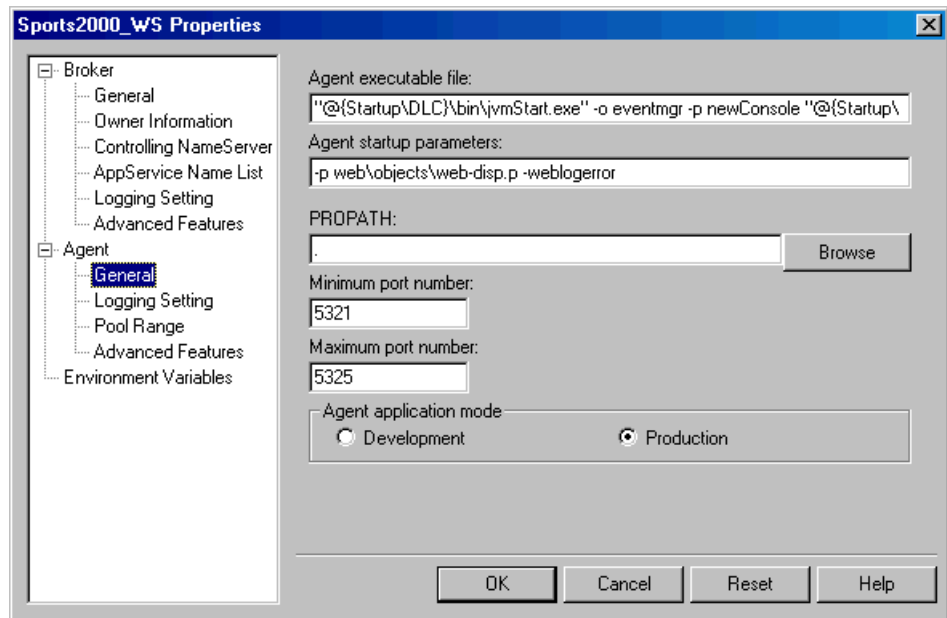 Sports2000_WS Properties
Broker
General
Owner Information
Controlling NameServer
AppService Name List
Logging Setting
Advanced Features
Agent
General
Logging Setting
Pool Range
Advanced Features
Environment Variables
Agent executable file:
"@{Startup\DLC}\bin\jvmStart.exe" -o eventmgr -p newConsole "@{Startup\
Agent startup parameters:
-p web\objects\web-disp.p -weblogerror
PROPATH:
.
Browse
Minimum port number:
5321
Maximum port number:
5325
Agent application mode
Development Production
OK Cancel Reset Help